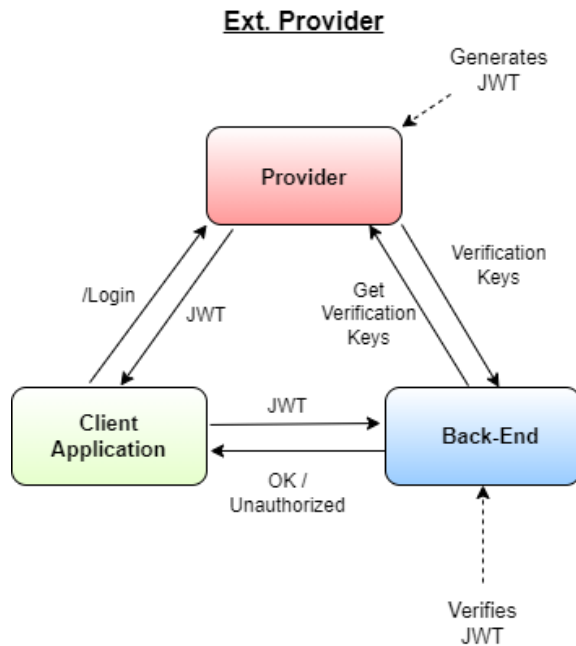 Ext. Provider
Generates
JWT
Provider
/Login
JWT
Get
Verification
Keys
Verification
Keys
Client
Application
JWT
OK /
Unauthorized
Back-End
Verifies
JWT